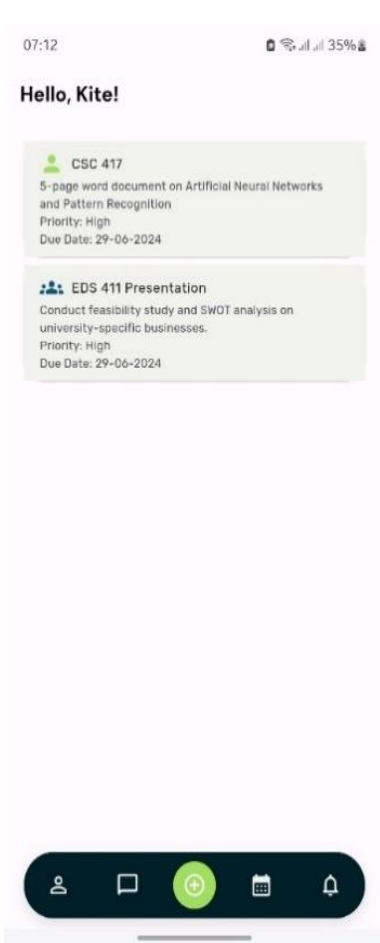 07:12
35%
Hello, Kite!
CSC 417
5-page word document on Artificial Neural Networks
and Pattern Recognition
Priority: High
Due Date: 29-06-2024
EDS 411 Presentation
Conduct feasibility study and SWOT analysis on
university-specific businesses.
Priority: High
Due Date: 29-06-2024